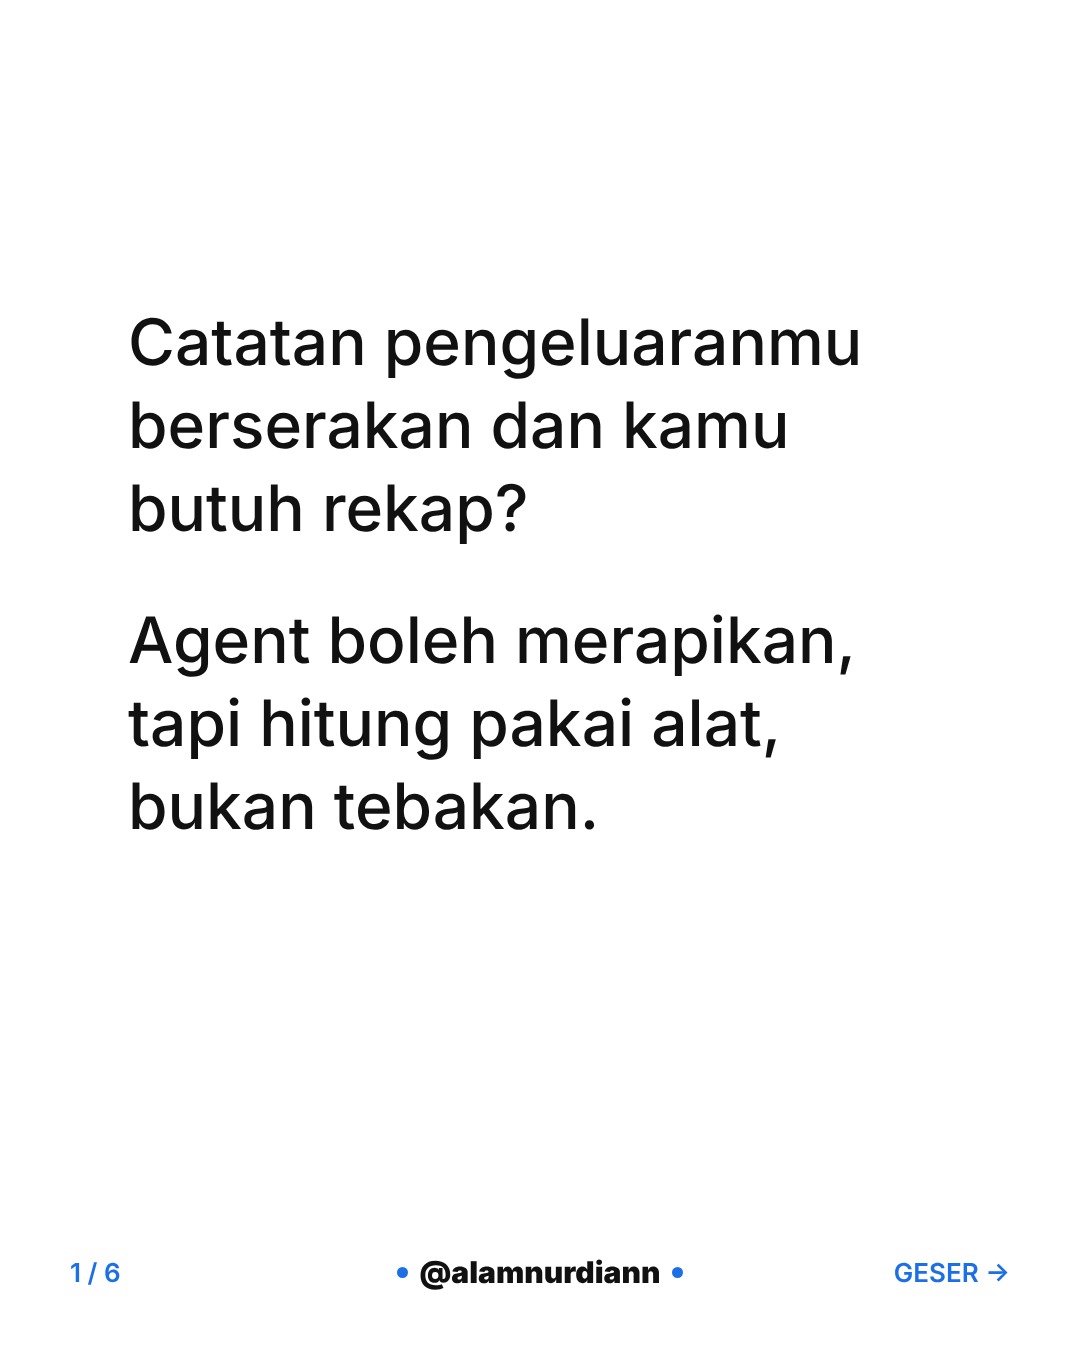 Catatan pengeluaranmu
berserakan dan kamu
butuh rekap?
Agent boleh merapikan,
tapi hitung pakai alat,
bukan tebakan.
1 / 6
• @alamnurdiann •
GESER →